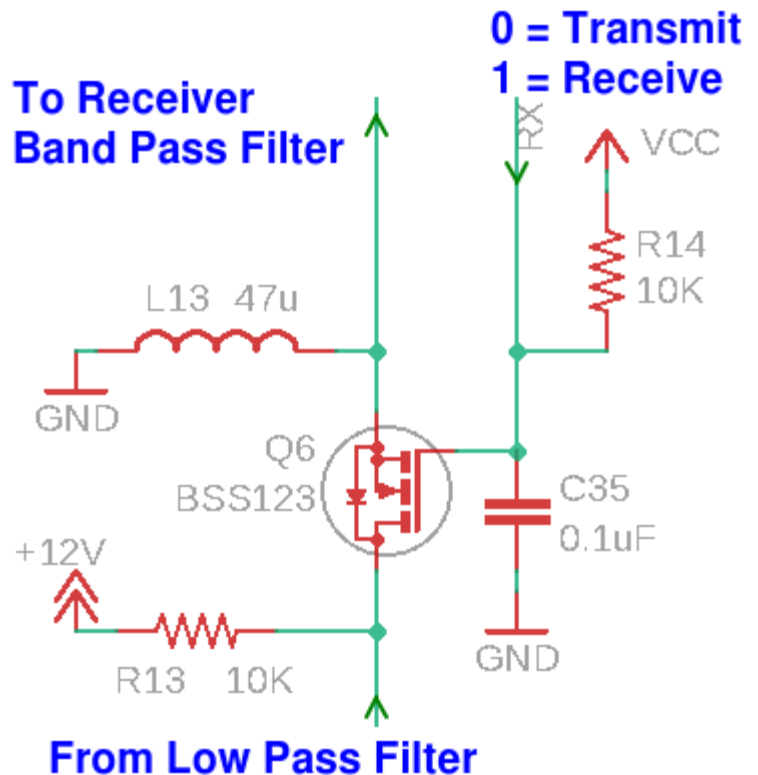 0 = Transmit
1 = Receive
To Receiver
Band Pass Filter
RX
VCC
R14
10K
L13 47u
GND
Q6
BSS123
C35
0.1uF
+12V
GND
R13 10K
From Low Pass Filter